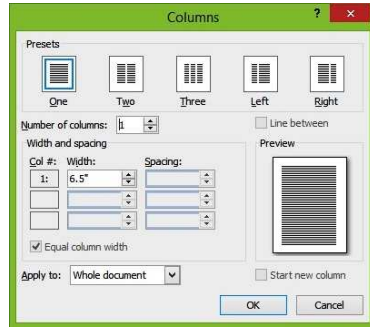 Columns
Presets
One Two Three Left Right
Number of columns: 1 Line between
Width and spacing Preview
Col #: Width: Spacing:
1: 6.5"
Equal column width
Apply to: Whole document Start new column
OK Cancel